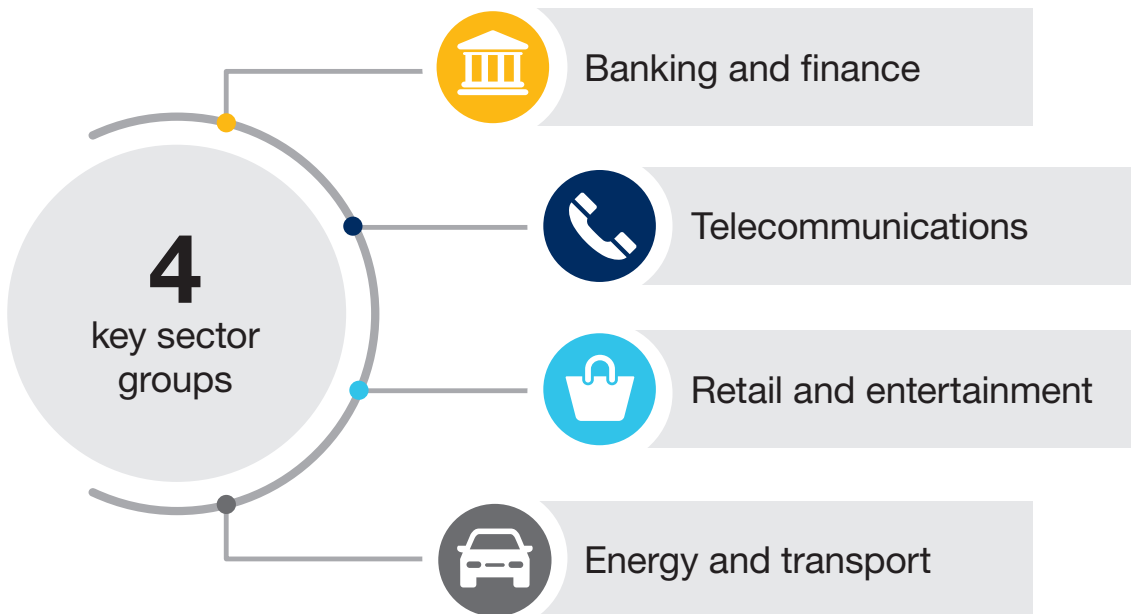 4
key sector
groups
Banking and finance
Telecommunications
Retail and entertainment
Energy and transport